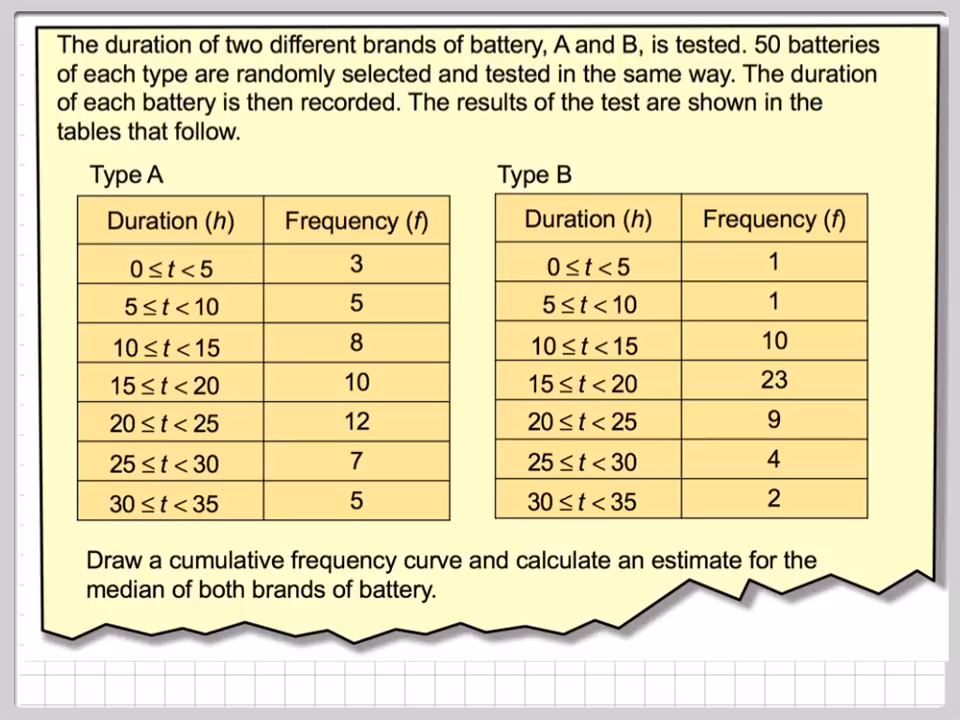 The duration of two different brands of battery, A and B, is tested. 50 batteries
of each type are randomly selected and tested in the same way. The duration
of each battery is then recorded. The results of the test are shown in the
tables that follow.
Type A
Duration (h) Frequency (f)
0 ≤ t < 5 3
5 ≤ t < 10 5
10 ≤ t < 15 8
15 ≤ t < 20 10
20 ≤ t < 25 12
25 ≤ t < 30 7
30 ≤ t < 35 5
Type B
Duration (h) Frequency (f)
0 ≤ t < 5 1
5 ≤ t < 10 1
10 ≤ t < 15 10
15 ≤ t < 20 23
20 ≤ t < 25 9
25 ≤ t < 30 4
30 ≤ t < 35 2
Draw a cumulative frequency curve and calculate an estimate for the
median of both brands of battery.